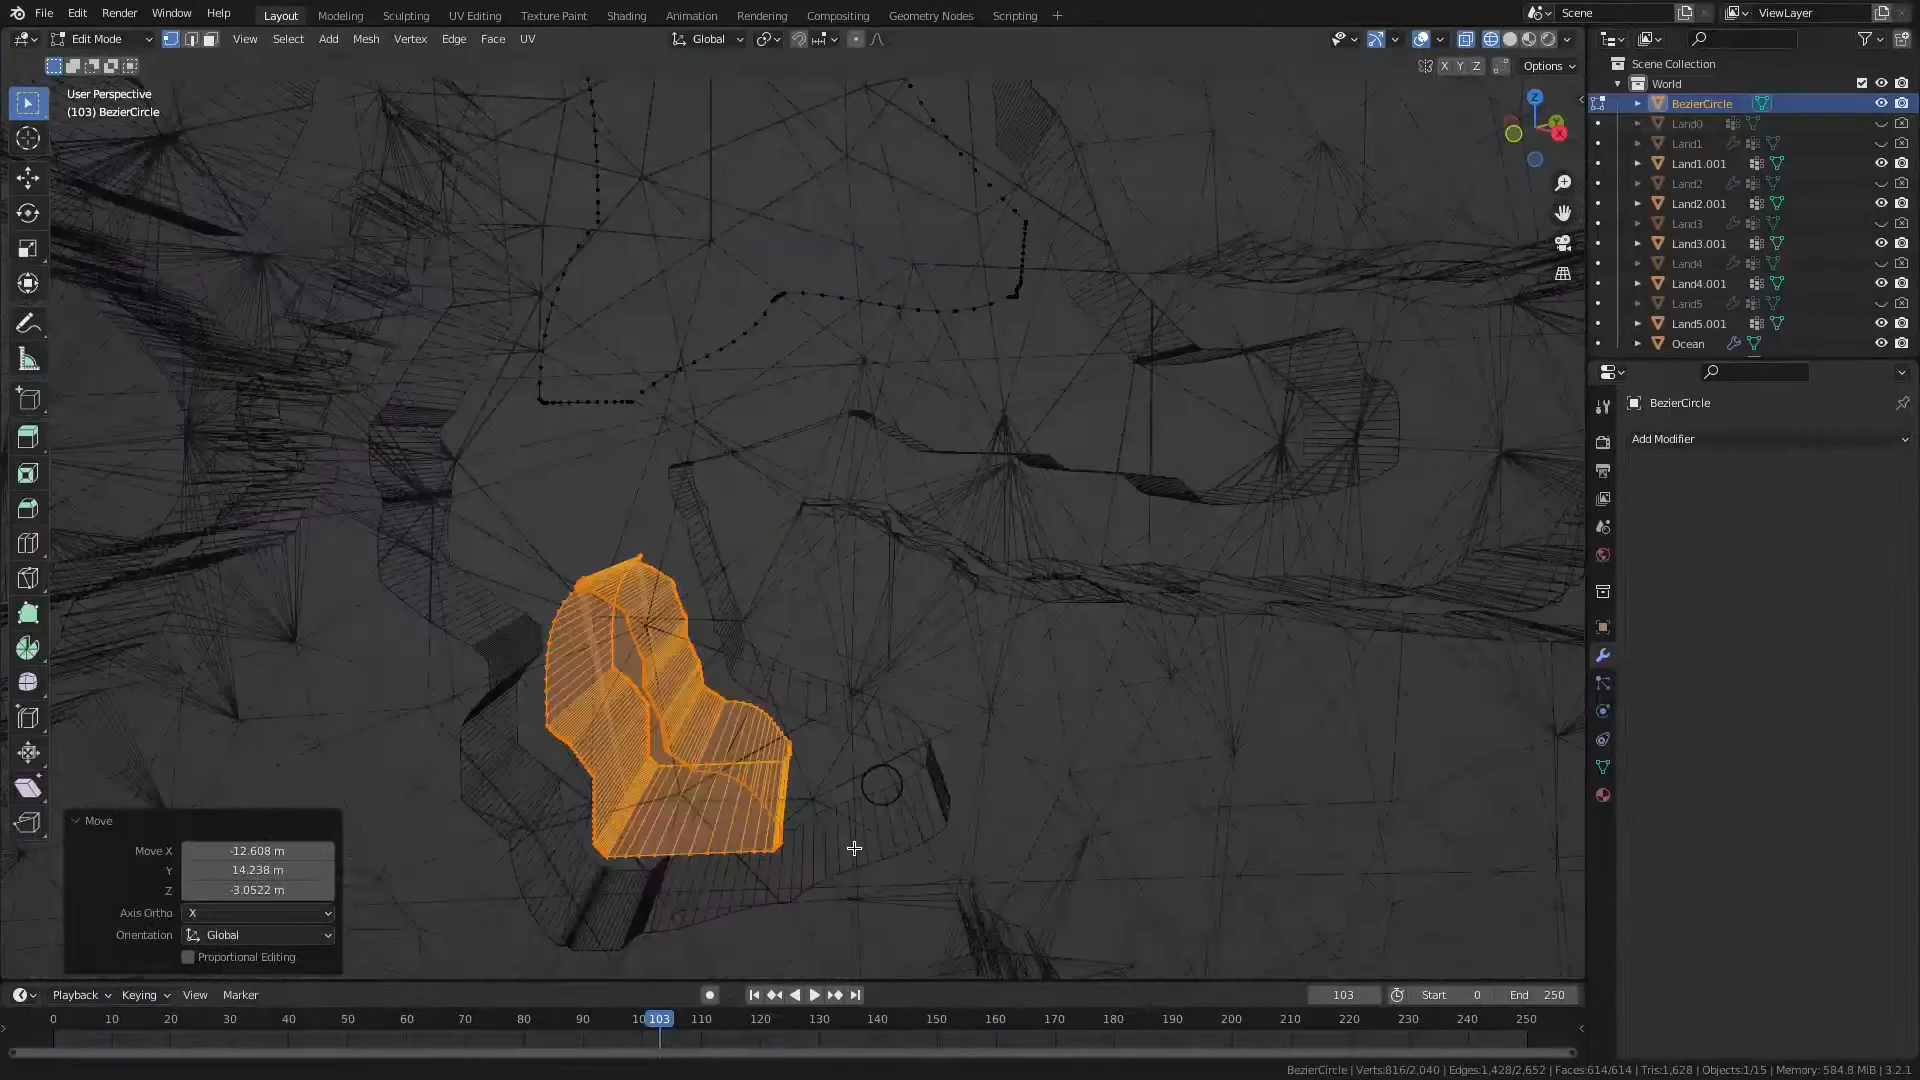 File Edit Render Window Help Layout Modeling Sculpting UV Editing Texture Paint Shading Animation Rendering Compositing Geometry Nodes Scripting + Scene ViewLayer
Edit Mode View Select Add Mesh Vertex Edge Face UV Global
X Y Z Options
User Perspective
(103) BezierCircle
Scene Collection
World
BezierCircle
Land0
Land1
Land1.001
Land2
Land2.001
Land3
Land3.001
Land4
Land4.001
Land5
Land5.001
Ocean
Z
Y
X
BezierCircle
Add Modifier
Move
Move X -12.608 m
Y 14.238 m
Z -3.0522 m
Axis Ortho X
Orientation Global
Proportional Editing
Playback Keying View Marker 103 Start 0 End 250
0 10 20 30 40 50 60 70 80 90 10 103 110 120 130 140 150 160 170 180 190 200 210 220 230 240 250
BezierCircle | Verts:816/2,040 | Edges:1,428/2,652 | Faces:614/614 | Tris:1,628 | Objects:1/15 | Memory: 584.8 MiB | 3.2.1